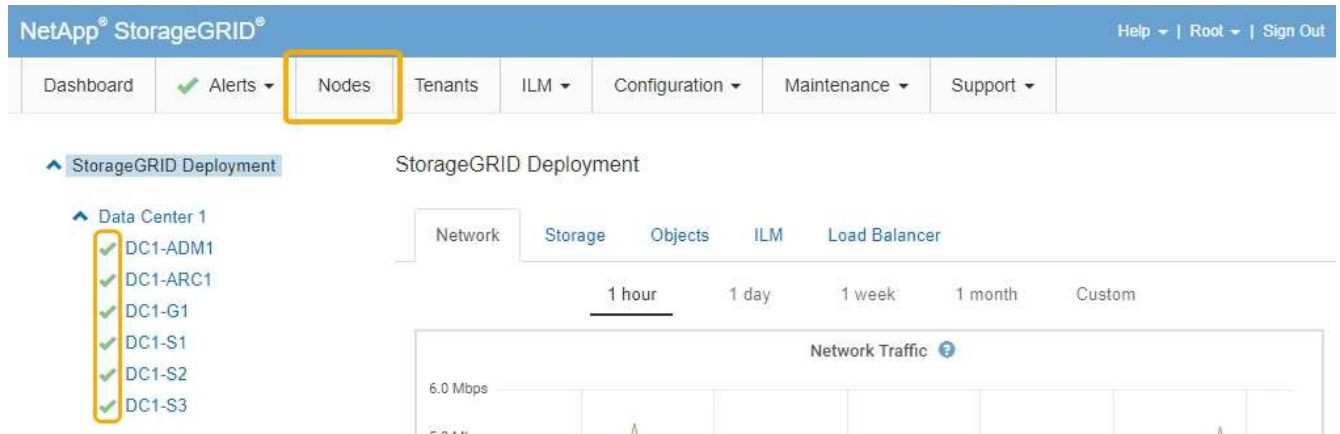 NetApp® StorageGRID®
Help | Root | Sign Out
Dashboard Alerts Nodes Tenants ILM Configuration Maintenance Support
StorageGRID Deployment
Data Center 1
DC1-ADM1
DC1-ARC1
DC1-G1
DC1-S1
DC1-S2
DC1-S3
StorageGRID Deployment
Network Storage Objects ILM Load Balancer
1 hour 1 day 1 week 1 month Custom
Network Traffic
6.0 Mbps